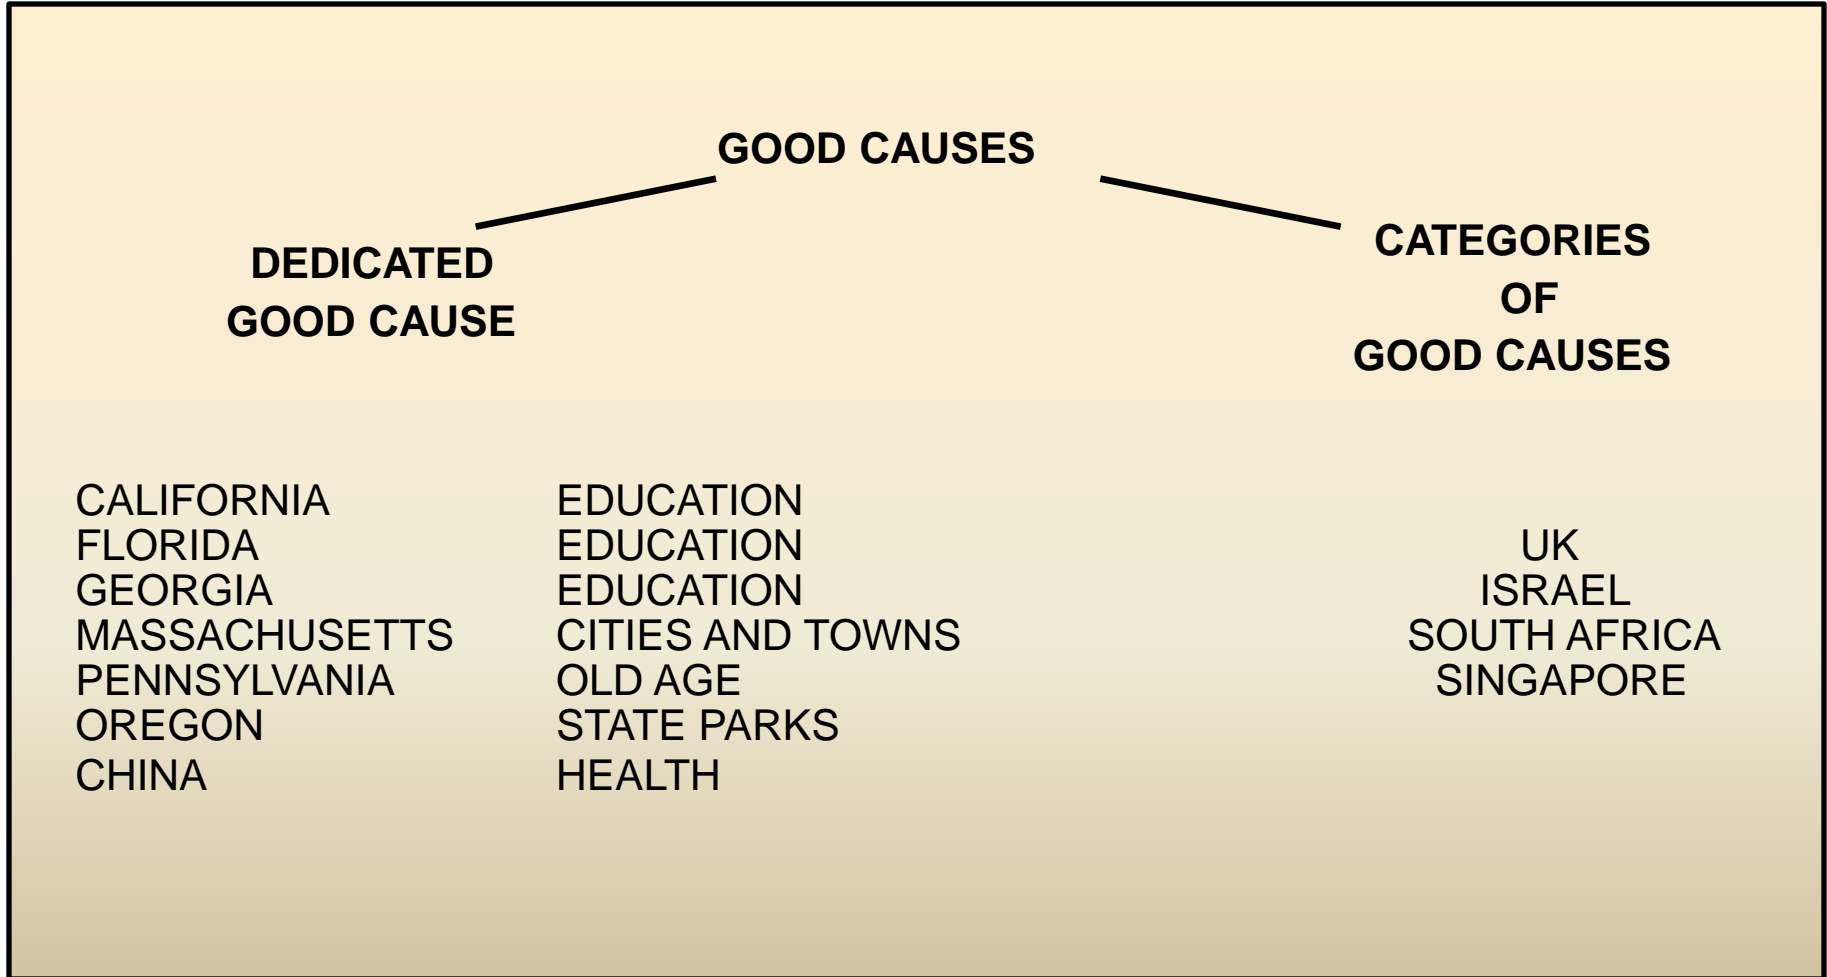 GOOD CAUSES
DEDICATED
GOOD CAUSE
CATEGORIES
OF
GOOD CAUSES
CALIFORNIA EDUCATION
FLORIDA EDUCATION
GEORGIA EDUCATION
MASSACHUSETTS CITIES AND TOWNS
PENNSYLVANIA OLD AGE
OREGON STATE PARKS
CHINA HEALTH
UK
ISRAEL
SOUTH AFRICA
SINGAPORE